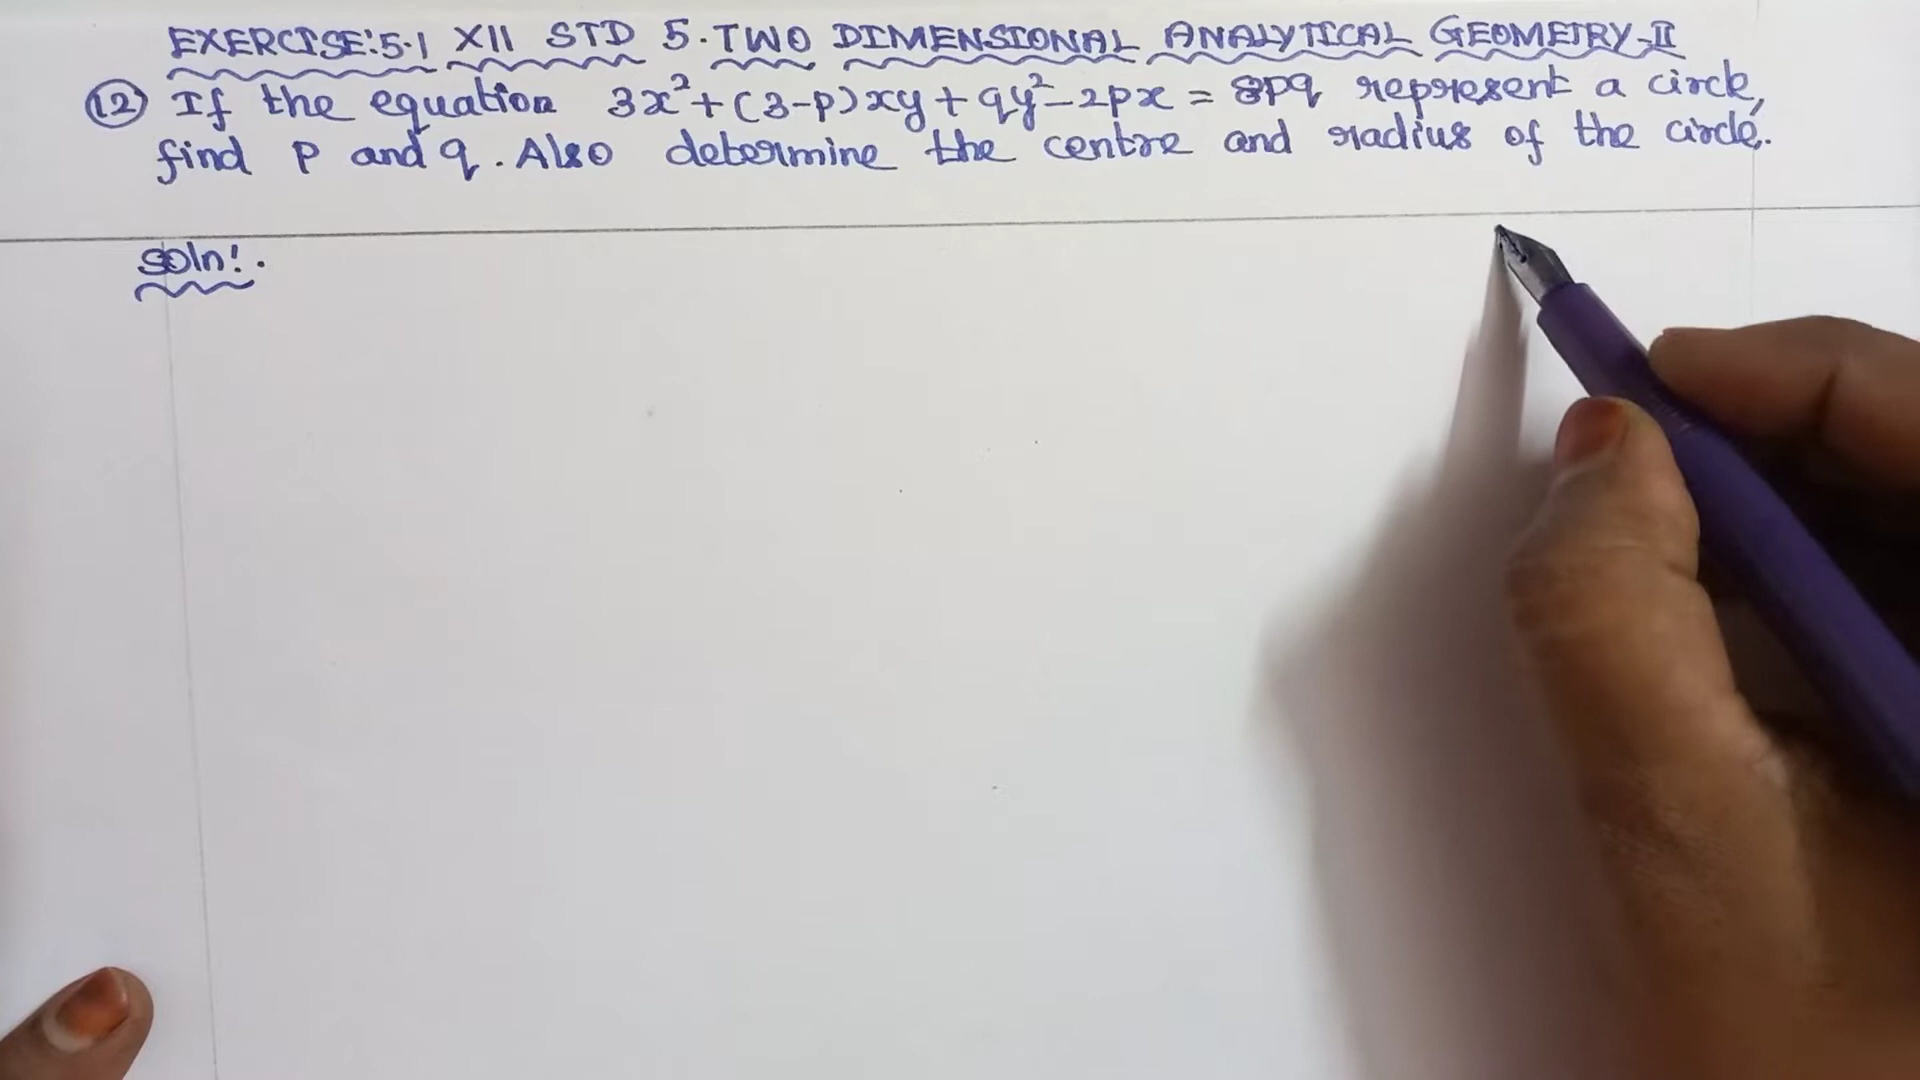 EXERCISE:5.1 XII STD 5.TWO DIMENSIONAL ANALYTICAL GEOMETRY-II
(12) If the equation 3x²+(3-p)xy+qy²-2px = 8pq represent a circle,
find p and q. Also determine the centre and radius of the circle.
Soln:.